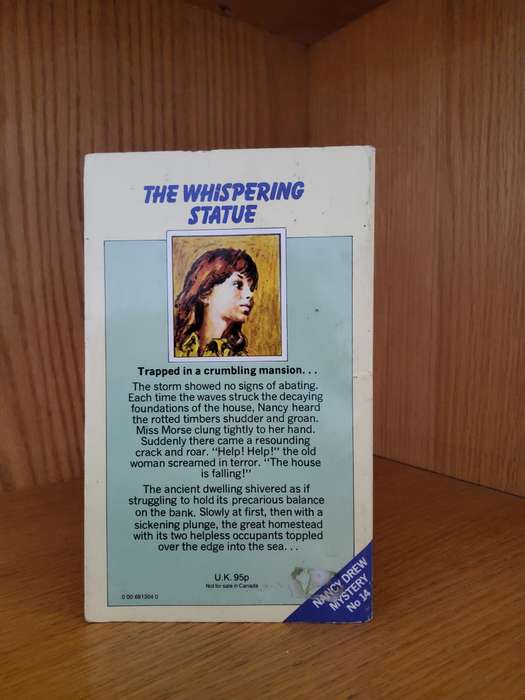 THE WHISPERING
STATUE
Trapped in a crumbling mansion. . .
The storm showed no signs of abating.
Each time the waves struck the decaying
foundations of the house, Nancy heard
the rotted timbers shudder and groan.
Miss Morse clung tightly to her hand.
Suddenly there came a resounding
crack and roar. "Help! Help!" the old
woman screamed in terror. "The house
is falling!"
The ancient dwelling shivered as if
struggling to hold its precarious balance
on the bank. Slowly at first, then with a
sickening plunge, the great homestead
with its two helpless occupants toppled
over the edge into the sea. . .
U.K. 95p
Not for sale in Canada
0 00 691304 0
NANCY DREW
MYSTERY
No 14